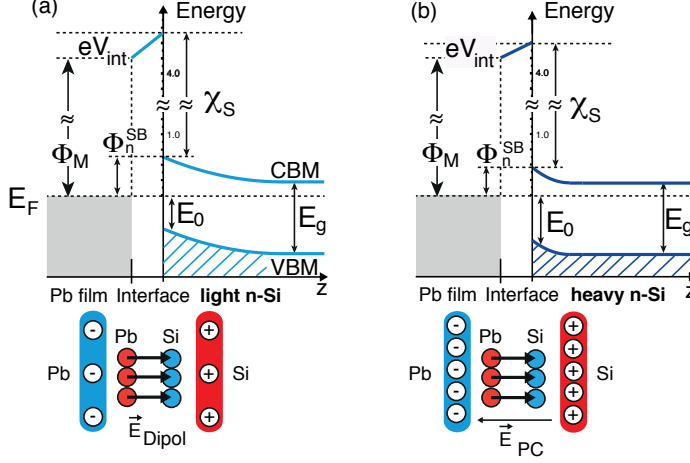 (a)
Energy
eV_int
4.0
χ_S
Φ_n^SB
1.0
Φ_M
CBM
E_F
E_0
E_g
VBM
z
Pb film Interface light n-Si
Pb Si
- +
Pb - + Si
- +
E⃗_Dipol
(b)
Energy
eV_int
4.0
χ_S
1.0
Φ_M
Φ_n^SB
E_0
E_g
z
Pb film Interface heavy n-Si
Pb Si
- +
- +
Pb - + Si
- +
- +
E⃗_PC